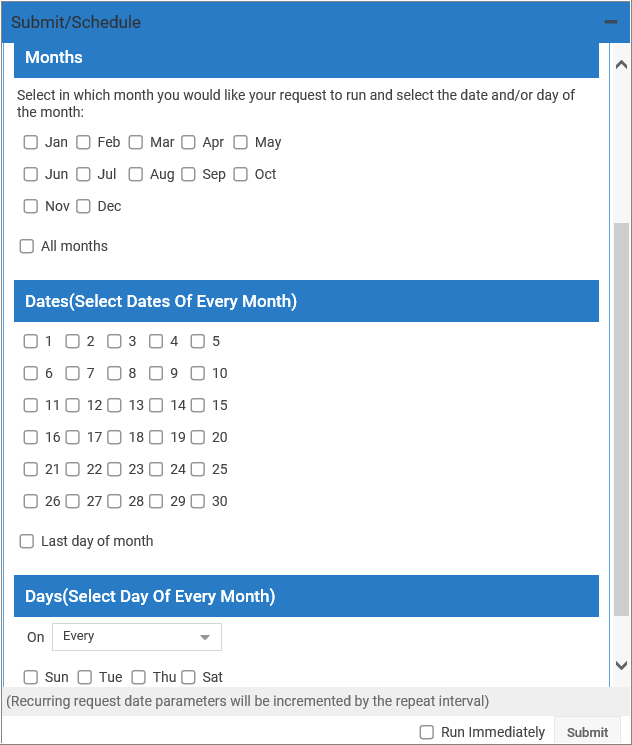 Submit/Schedule
Months
Select in which month you would like your request to run and select the date and/or day of
the month:
Jan Feb Mar Apr May
Jun Jul Aug Sep Oct
Nov Dec
All months
Dates(Select Dates Of Every Month)
1 2 3 4 5
6 7 8 9 10
11 12 13 14 15
16 17 18 19 20
21 22 23 24 25
26 27 28 29 30
Last day of month
Days(Select Day Of Every Month)
On Every
Sun Tue Thu Sat
(Recurring request date parameters will be incremented by the repeat interval)
Run Immediately Submit